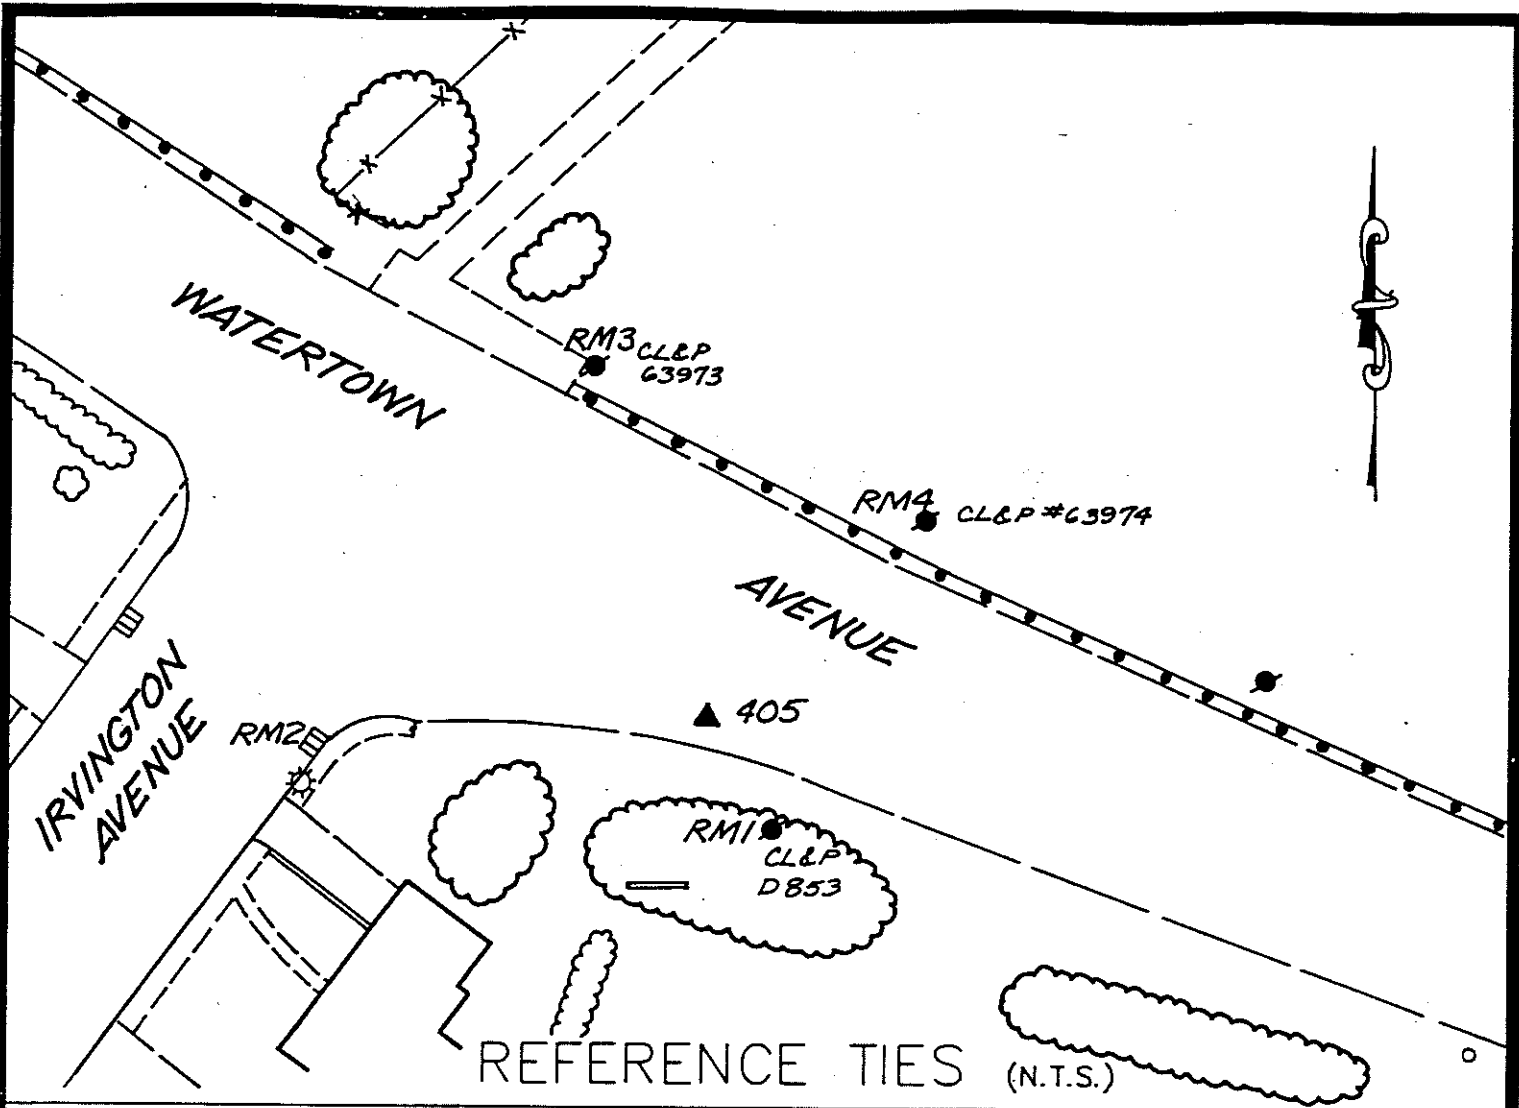 RM3 CL&P
63973
WATERTOWN
RM4 CL&P #63974
AVENUE
IRVINGTON
AVENUE
RM2
405
RM1
CL&P
D853
REFERENCE TIES (N.T.S.)